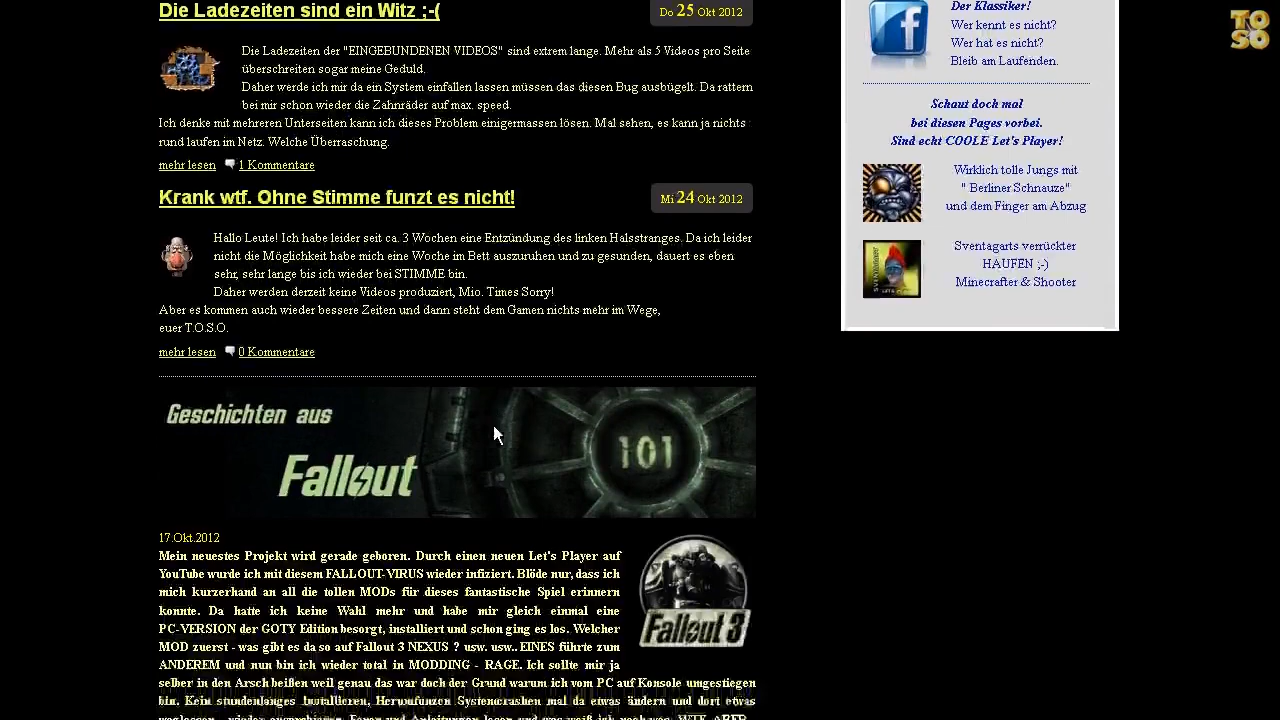 Die Ladezeiten sind ein Witz ;-(
Do 25 Okt 2012
Die Ladezeiten der "EINGEBUNDENEN VIDEOS" sind extrem lange. Mehr als 5 Videos pro Seite
überschreiten sogar meine Geduld.
Daher werde ich mir da ein System einfallen lassen müssen das diesen Bug ausbügelt. Da rattern
bei mir schon wieder die Zahnräder auf max. speed.
Ich denke mit mehreren Unterseiten kann ich dieses Problem einigermassen lösen. Mal sehen, es kann ja nichts
rund laufen im Netz. Welche Überraschung.
mehr lesen 1 Kommentare
Krank wtf. Ohne Stimme funzt es nicht!
Mi 24 Okt 2012
Hallo Leute! Ich habe leider seit ca. 3 Wochen eine Entzündung des linken Halsstranges. Da ich leider
nicht die Möglichkeit habe mich eine Woche im Bett auszuruhen und zu gesunden, dauert es eben
sehr, sehr lange bis ich wieder bei STIMME bin.
Daher werden derzeit keine Videos produziert, Mio. Times Sorry!
Aber es kommen auch wieder bessere Zeiten und dann steht dem Gamen nichts mehr im Wege,
euer T.O.S.O.
mehr lesen 0 Kommentare
Geschichten aus
Fallout
101
17.Okt.2012
Mein neuestes Projekt wird gerade geboren. Durch einen neuen Let's Player auf
YouTube wurde ich mit diesem FALLOUT-VIRUS wieder infiziert. Blöde nur, dass ich
mich kurzerhand an all die tollen MODs für dieses fantastische Spiel erinnern
konnte. Da hatte ich keine Wahl mehr und habe mir gleich einmal eine
PC-VERSION der GOTY Edition besorgt, installiert und schon ging es los. Welcher
MOD zuerst - was gibt es da so auf Fallout 3 NEXUS ? usw. usw.. EINES führte zum
ANDEREM und nun bin ich wieder total in MODDING - RAGE. Ich sollte mir ja
selber in den Arsch beißen weil genau das war doch der Grund warum ich vom PC auf Konsole umgestiegen
bin. Kein stundenlanges Installieren, Herumfunzen Systemcrashen mal da etwas ändern und dort etwas
Fallout 3
Der Klassiker!
Wer kennt es nicht?
Wer hat es nicht?
Bleib am Laufenden.
Schaut doch mal
bei diesen Pages vorbei.
Sind echt COOLE Let's Player!
Wirklich tolle Jungs mit
" Berliner Schnauze"
und dem Finger am Abzug
Sventagarts verrückter
HAUFEN ;-)
Minecrafter & Shooter
TO
SO